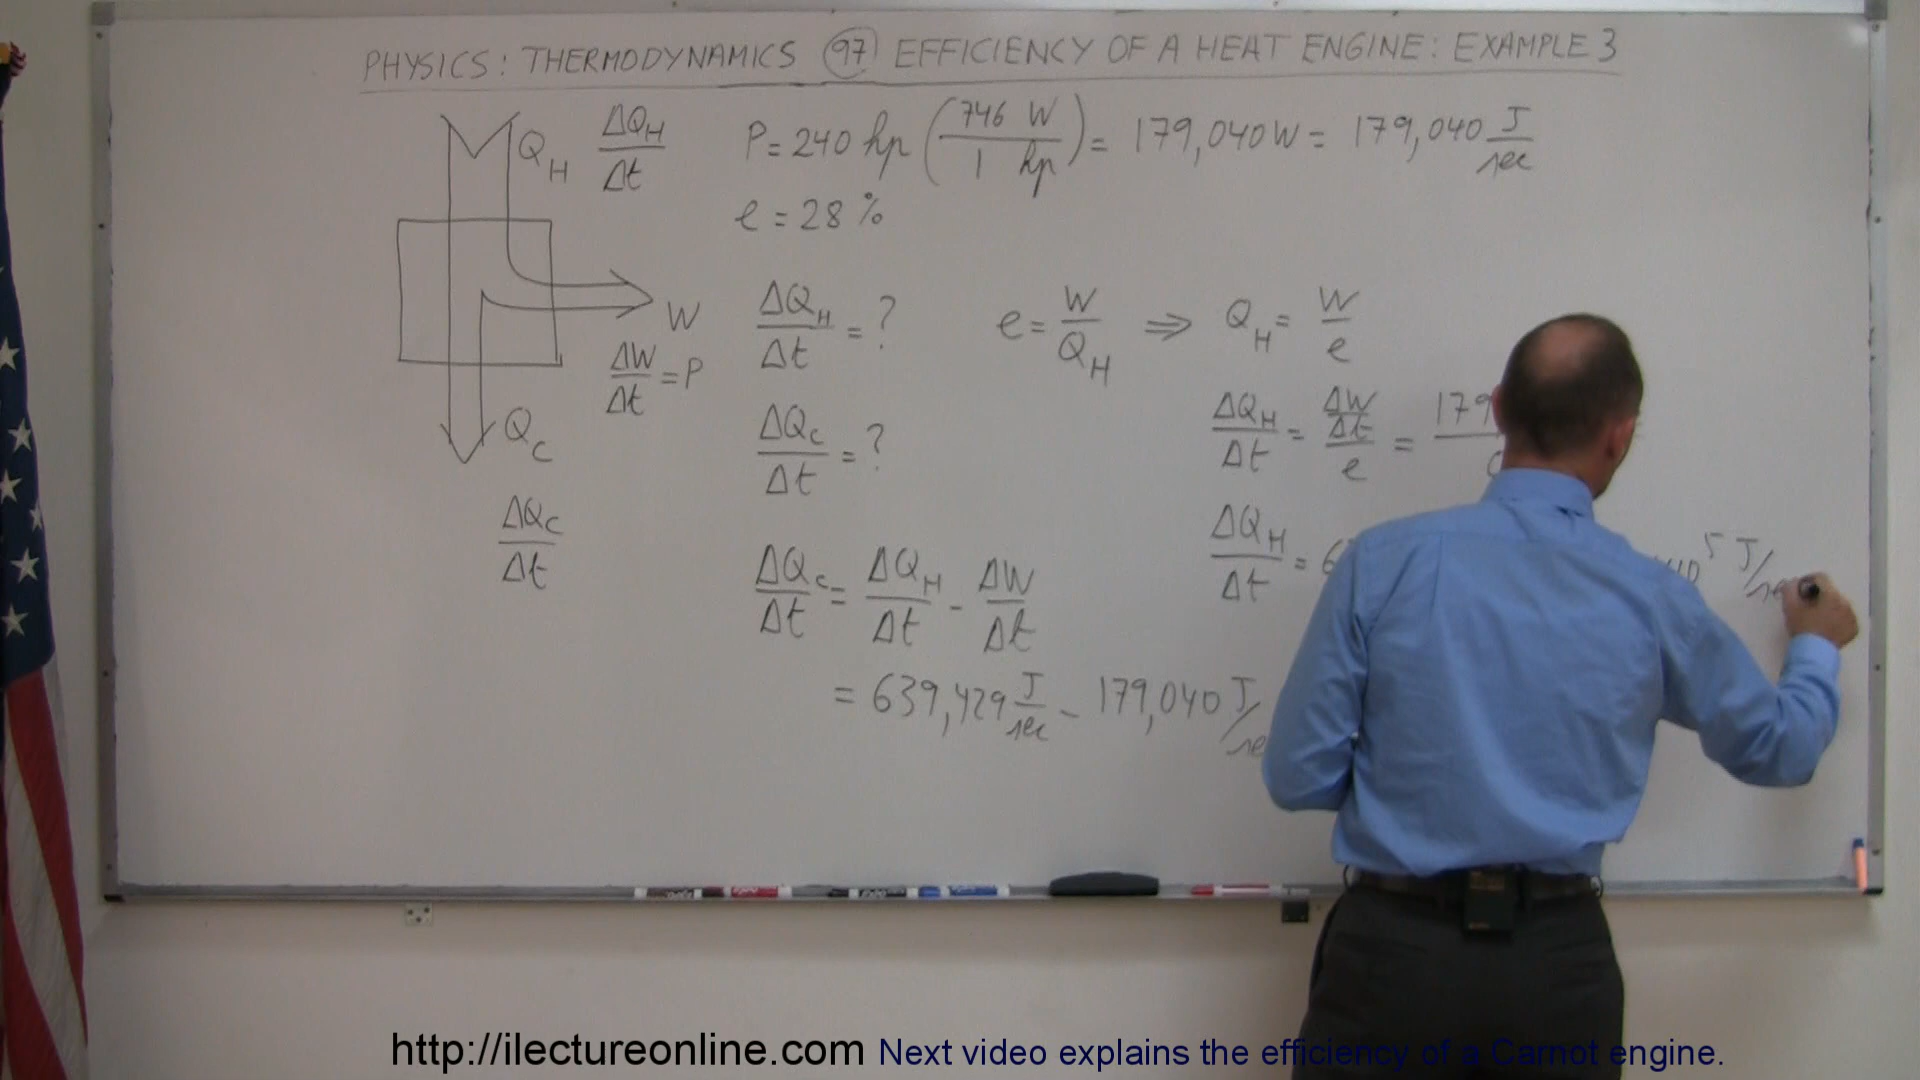 PHYSICS: THERMODYNAMICS 97 EFFICIENCY OF A HEAT ENGINE: EXAMPLE 3
Q_H ΔQ_H/Δt
P = 240 hp (746 W / 1 hp) = 179,040 W = 179,040 J/sec
e = 28 %
W
ΔW/Δt = P
Q_C
ΔQ_C/Δt
ΔQ_H/Δt = ?
e = W/Q_H ⇒ Q_H = W/e
ΔQ_C/Δt = ?
ΔQ_H/Δt = (ΔW/Δt)/e = 179
ΔQ_H/Δt = 6 10^5 J/
ΔQ_C/Δt = ΔQ_H/Δt - ΔW/Δt
= 639,429 J/sec - 179,040 J/se
http://ilectureonline.com Next video explains the efficiency of a Carnot engine.